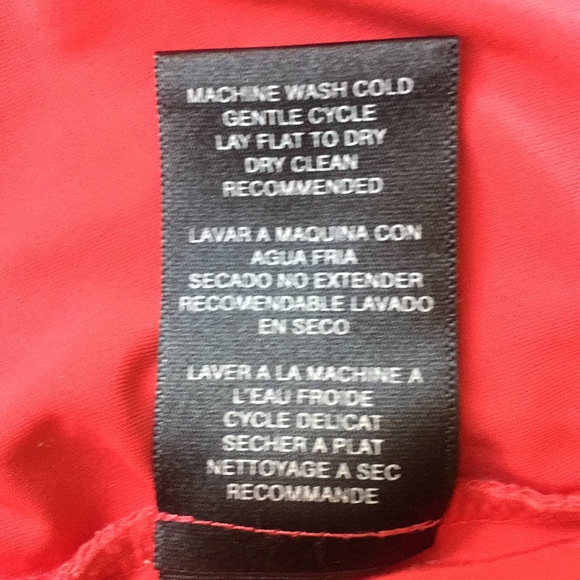 MACHINE WASH COLD
GENTLE CYCLE
LAY FLAT TO DRY
DRY CLEAN
RECOMMENDED
LAVAR A MAQUINA CON
AGUA FRIA
SECADO NO EXTENDER
RECOMENDABLE LAVADO
EN SECO
LAVER A LA MACHINE A
L'EAU FROIDE
CYCLE DELICAT
SECHER A PLAT
NETTOYAGE A SEC
RECOMMANDE